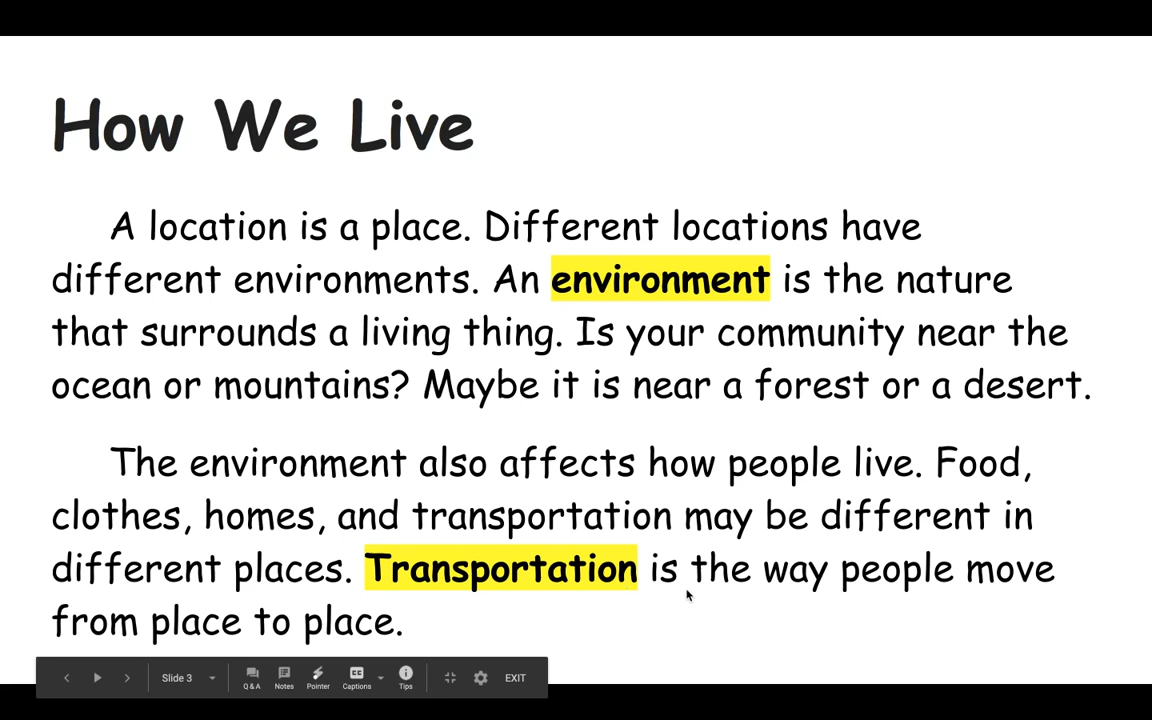 How We Live
A location is a place. Different locations have
different environments. An environment is the nature
that surrounds a living thing. Is your community near the
ocean or mountains? Maybe it is near a forest or a desert.
The environment also affects how people live. Food,
clothes, homes, and transportation may be different in
different places. Transportation is the way people move
from place to place.
Slide 3 Q&A Notes Pointer CC Captions Tips EXIT